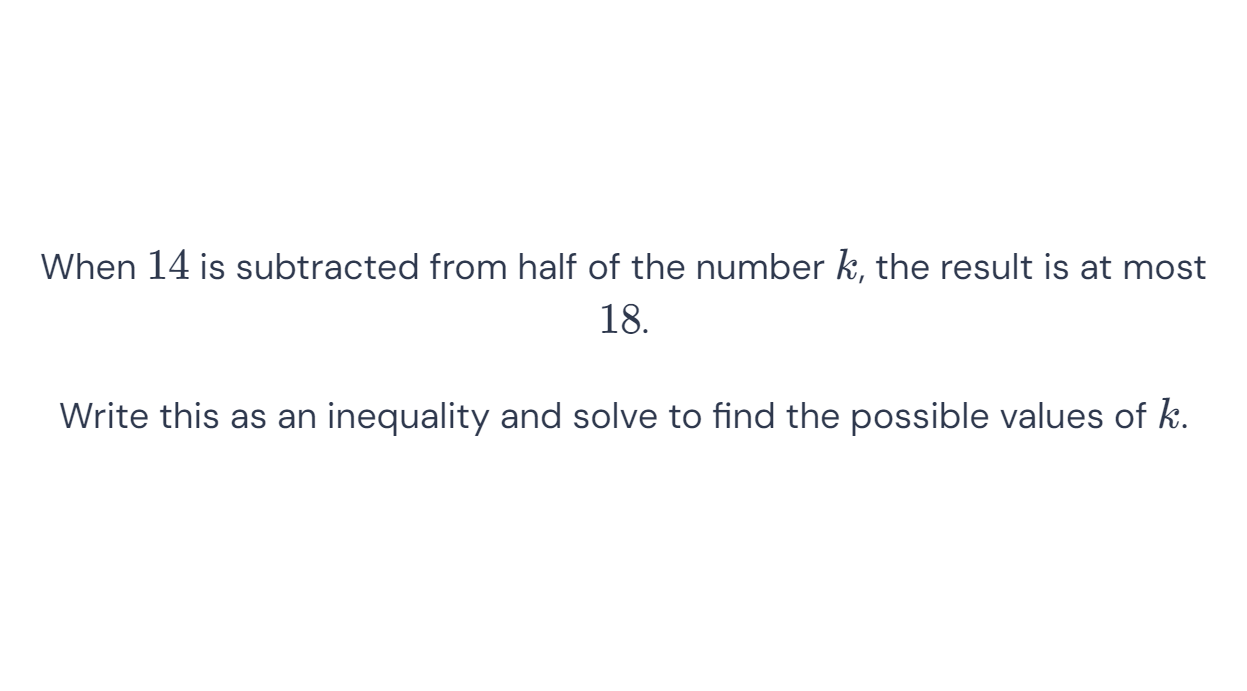 When 14 is subtracted from half of the number k, the result is at most
18.
Write this as an inequality and solve to find the possible values of k.